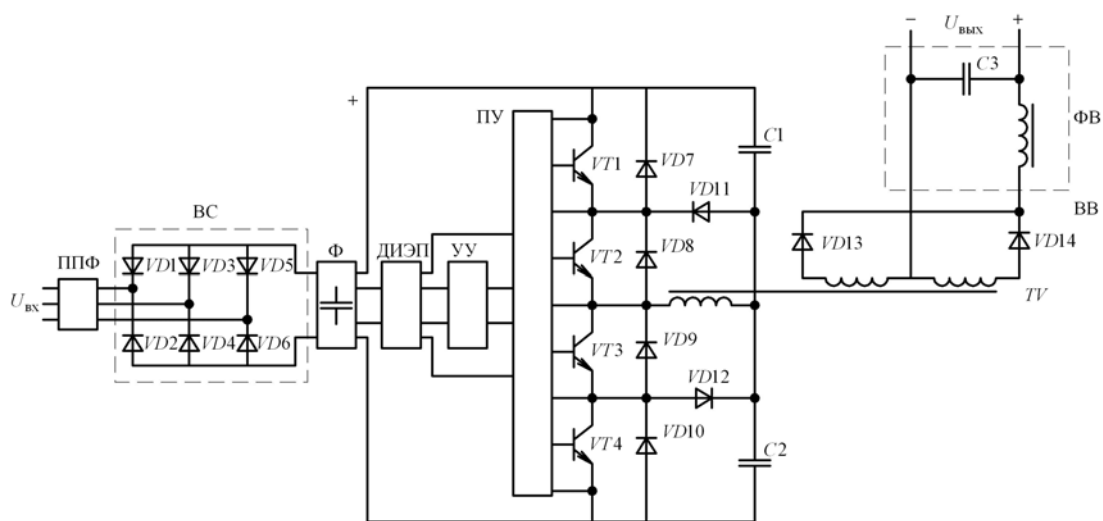 − U вых +
C3
ФВ
+
ПУ
C1
VT1
VD7
VD11
ВВ
ВС
VD13
VD14
ППФ
VD1
VD3
VD5
Ф
ДИЭП
УУ
VT2
VD8
TV
U вх
VD2
VD4
VD6
VT3
VD9
VD12
VT4
VD10
C2